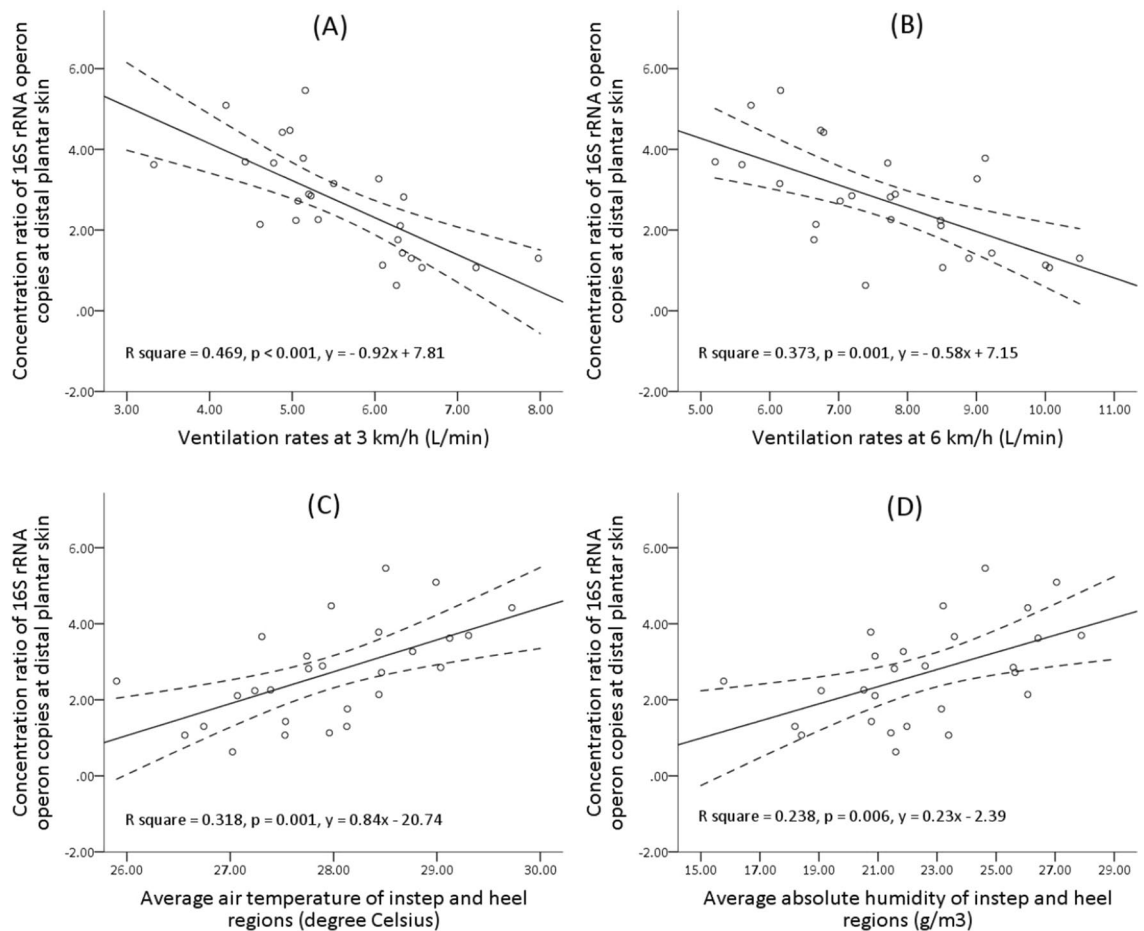 (A)
Concentration ratio of 16S rRNA operon
copies at distal plantar skin
6.00
4.00
2.00
.00
-2.00
R square = 0.469, p < 0.001, y = - 0.92x + 7.81
3.00 4.00 5.00 6.00 7.00 8.00
Ventilation rates at 3 km/h (L/min)
(B)
Concentration ratio of 16S rRNA operon
copies at distal plantar skin
6.00
4.00
2.00
.00
-2.00
R square = 0.373, p = 0.001, y = - 0.58x + 7.15
5.00 6.00 7.00 8.00 9.00 10.00 11.00
Ventilation rates at 6 km/h (L/min)
(C)
Concentration ratio of 16S rRNA
operon copies at distal plantar skin
6.00
4.00
2.00
.00
-2.00
R square = 0.318, p = 0.001, y = 0.84x - 20.74
26.00 27.00 28.00 29.00 30.00
Average air temperature of instep and heel
regions (degree Celsius)
(D)
Concentration ratio of 16S rRNA
operon copies at distal plantar skin
6.00
4.00
2.00
.00
-2.00
R square = 0.238, p = 0.006, y = 0.23x - 2.39
15.00 17.00 19.00 21.00 23.00 25.00 27.00 29.00
Average absolute humidity of instep and heel
regions (g/m3)